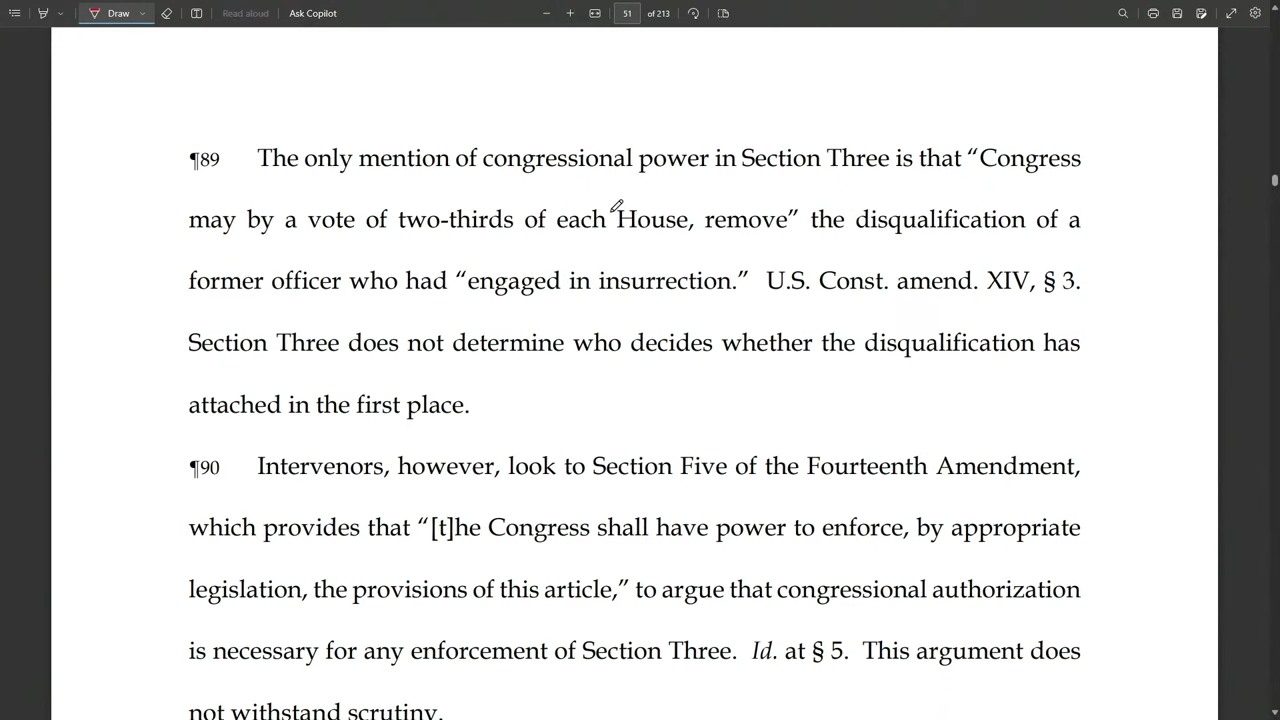 Draw
Read aloud
Ask Copilot
51 of 213
¶89 The only mention of congressional power in Section Three is that “Congress
may by a vote of two-thirds of each House, remove” the disqualification of a
former officer who had “engaged in insurrection.” U.S. Const. amend. XIV, § 3.
Section Three does not determine who decides whether the disqualification has
attached in the first place.
¶90 Intervenors, however, look to Section Five of the Fourteenth Amendment,
which provides that “[t]he Congress shall have power to enforce, by appropriate
legislation, the provisions of this article,” to argue that congressional authorization
is necessary for any enforcement of Section Three. Id. at § 5. This argument does
not withstand scrutiny.